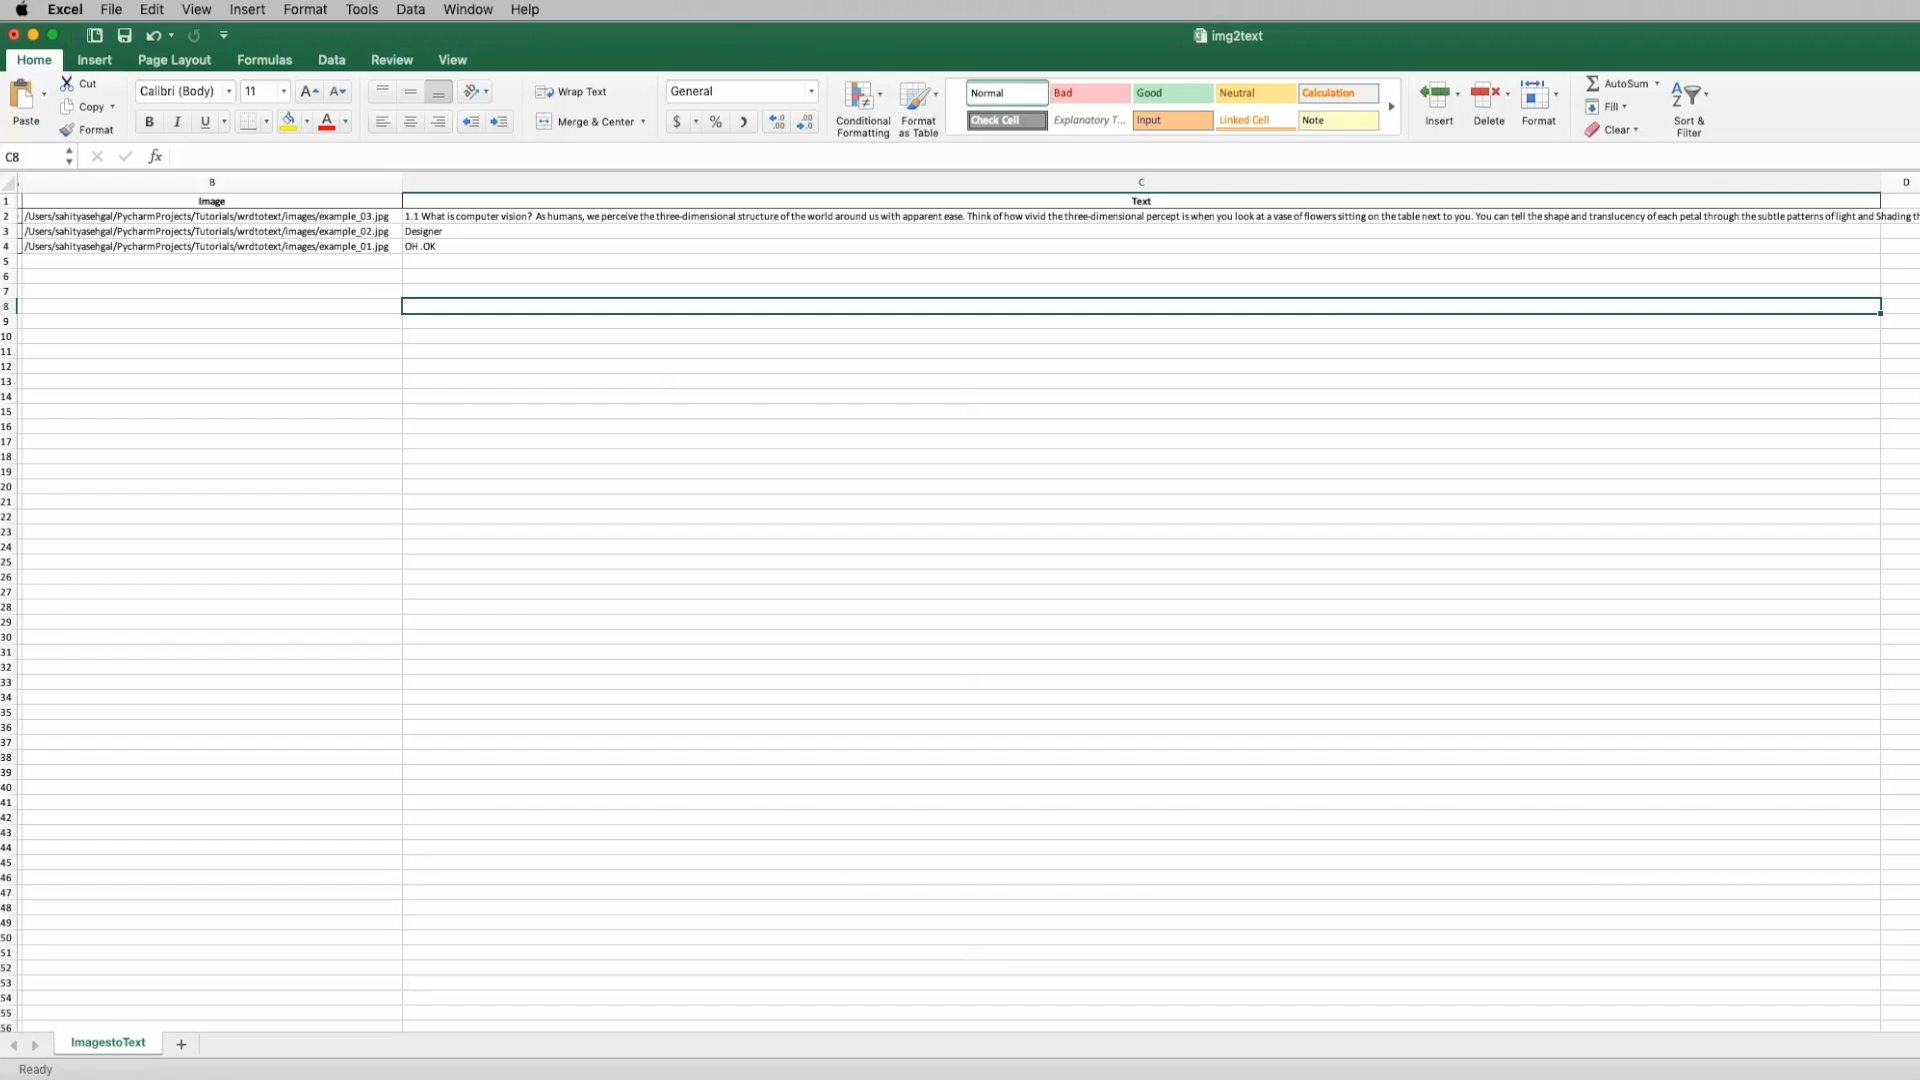 Excel File Edit View Insert Format Tools Data Window Help
img2text
Home Insert Page Layout Formulas Data Review View
Paste
Cut
Copy
Format
Calibri (Body) 11 A A
B I U A
Wrap Text
Merge & Center
General
$ % ) .0 .00 .00 .0
Conditional Formatting
Format as Table
Normal Bad Good Neutral Calculation
Check Cell Explanatory T... Input Linked Cell Note
Insert Delete Format
AutoSum
Fill
Clear
Sort & Filter
C8 fx
B C D
1 Image Text
2 /Users/sahityasehgal/PycharmProjects/Tutorials/wrdtotext/images/example_03.jpg 1.1 What is computer vision? As humans, we perceive the three-dimensional structure of the world around us with apparent ease. Think of how vivid the three-dimensional percept is when you look at a vase of flowers sitting on the table next to you. You can tell the shape and translucency of each petal through the subtle patterns of light and Shading th
3 /Users/sahityasehgal/PycharmProjects/Tutorials/wrdtotext/images/example_02.jpg Designer
4 /Users/sahityasehgal/PycharmProjects/Tutorials/wrdtotext/images/example_01.jpg OH .OK
5
6
7
8
9
10
11
12
13
14
15
16
17
18
19
20
21
22
23
24
25
26
27
28
29
30
31
32
33
34
35
36
37
38
39
40
41
42
43
44
45
46
47
48
49
50
51
52
53
54
55
56
ImagestoText +
Ready